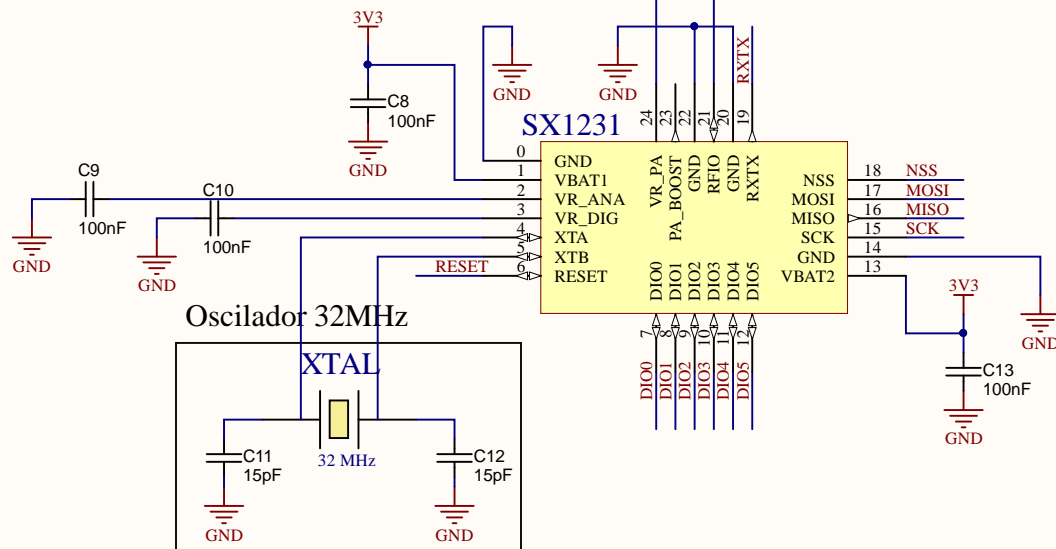 3V3
C8
100nF
GND
GND
GND
RXTX
24
23
22
21
20
19
SX1231
VR_PA
PA_BOOST
GND
RFIO
GND
RXTX
0
GND
1
VBAT1
2
VR_ANA
3
VR_DIG
4
XTA
5
XTB
6
RESET
RESET
NSS
18
NSS
MOSI
17
MOSI
MISO
16
MISO
SCK
15
SCK
GND
14
VBAT2
13
DIO0
DIO1
DIO2
DIO3
DIO4
DIO5
7
8
9
10
11
12
DIO0
DIO1
DIO2
DIO3
DIO4
DIO5
C9
100nF
GND
C10
100nF
GND
3V3
C13
100nF
GND
GND
Oscilador 32MHz
XTAL
32 MHz
C11
15pF
GND
C12
15pF
GND